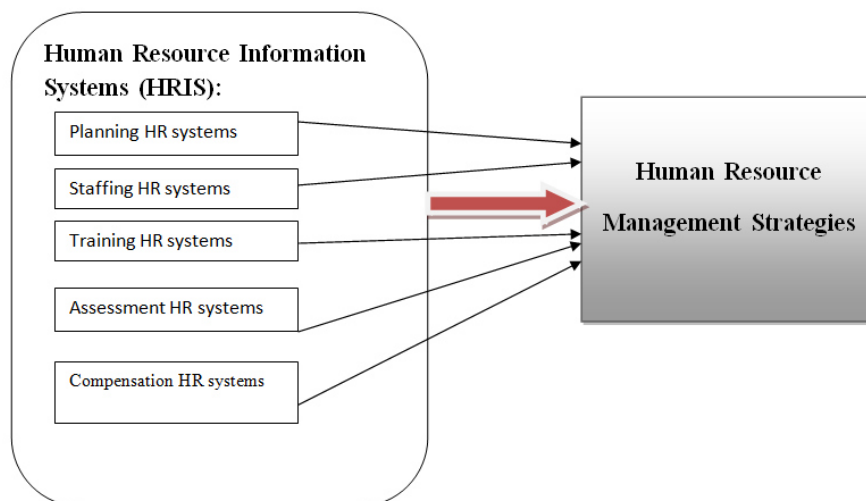 Human Resource Information
Systems (HRIS):
Planning HR systems
Staffing HR systems
Training HR systems
Assessment HR systems
Compensation HR systems
Human Resource
Management Strategies